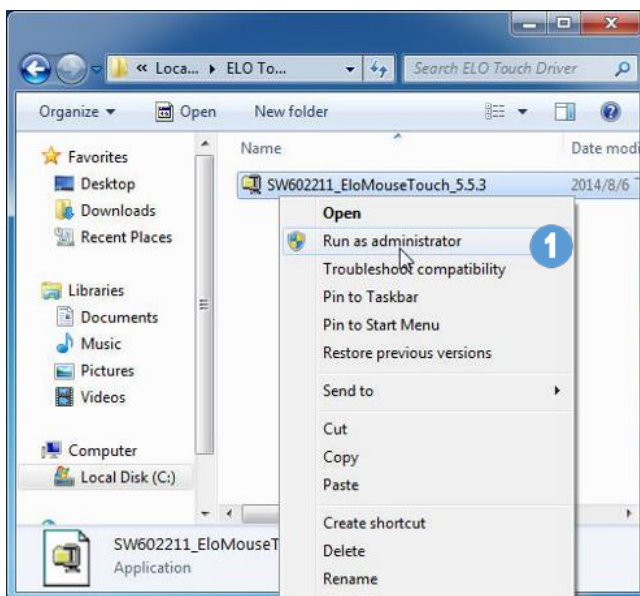 « Loca... ▸ ELO To...
Search ELO Touch Driver
Organize Open New folder
Name Date modi
Favorites
Desktop
Downloads
Recent Places
Libraries
Documents
Music
Pictures
Videos
Computer
Local Disk (C:)
SW602211_EloMouseTouch_5.5.3 2014/8/6
Open
Run as administrator
1
Troubleshoot compatibility
Pin to Taskbar
Pin to Start Menu
Restore previous versions
Send to
Cut
Copy
Paste
Create shortcut
Delete
Rename
SW602211_EloMouseT
Application